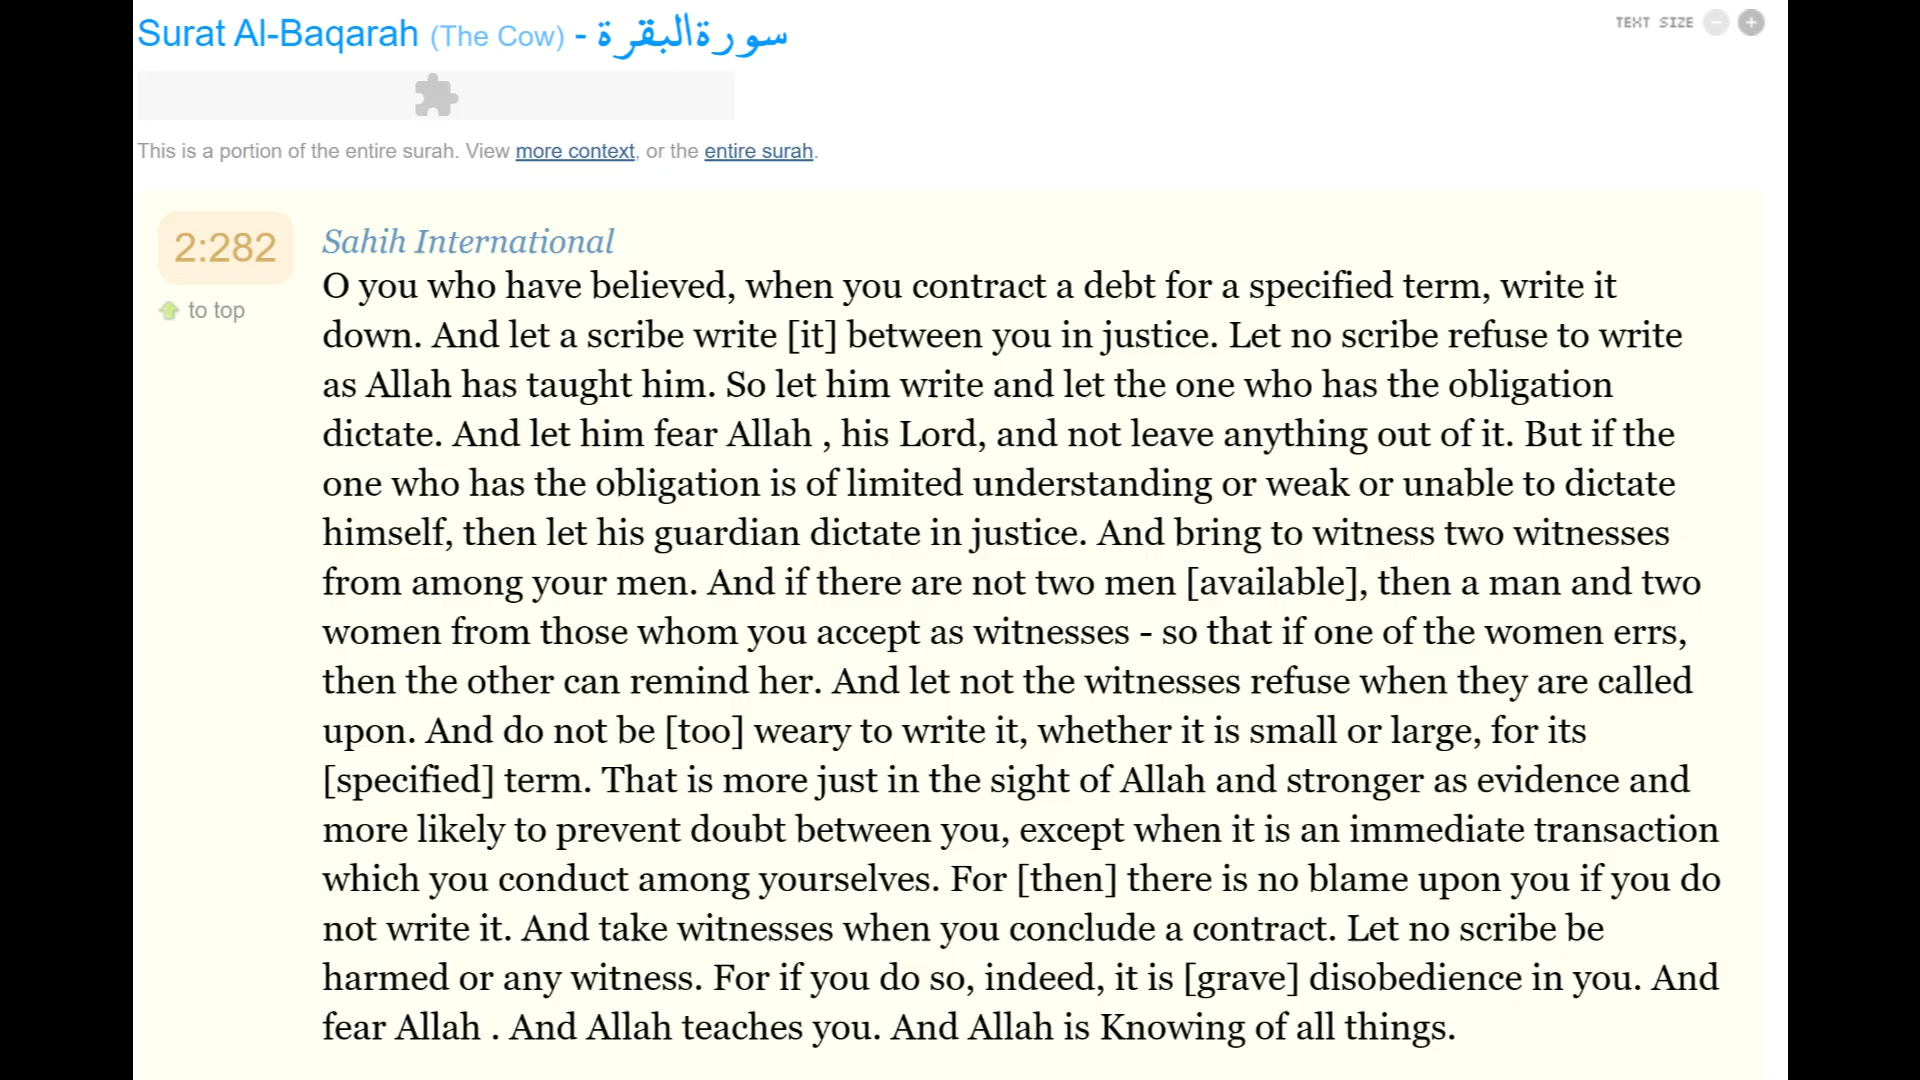 Surat Al-Baqarah (The Cow) - سورة البقرة
TEXT SIZE
This is a portion of the entire surah. View more context, or the entire surah.
2:282
to top
Sahih International
O you who have believed, when you contract a debt for a specified term, write it
down. And let a scribe write [it] between you in justice. Let no scribe refuse to write
as Allah has taught him. So let him write and let the one who has the obligation
dictate. And let him fear Allah , his Lord, and not leave anything out of it. But if the
one who has the obligation is of limited understanding or weak or unable to dictate
himself, then let his guardian dictate in justice. And bring to witness two witnesses
from among your men. And if there are not two men [available], then a man and two
women from those whom you accept as witnesses - so that if one of the women errs,
then the other can remind her. And let not the witnesses refuse when they are called
upon. And do not be [too] weary to write it, whether it is small or large, for its
[specified] term. That is more just in the sight of Allah and stronger as evidence and
more likely to prevent doubt between you, except when it is an immediate transaction
which you conduct among yourselves. For [then] there is no blame upon you if you do
not write it. And take witnesses when you conclude a contract. Let no scribe be
harmed or any witness. For if you do so, indeed, it is [grave] disobedience in you. And
fear Allah . And Allah teaches you. And Allah is Knowing of all things.